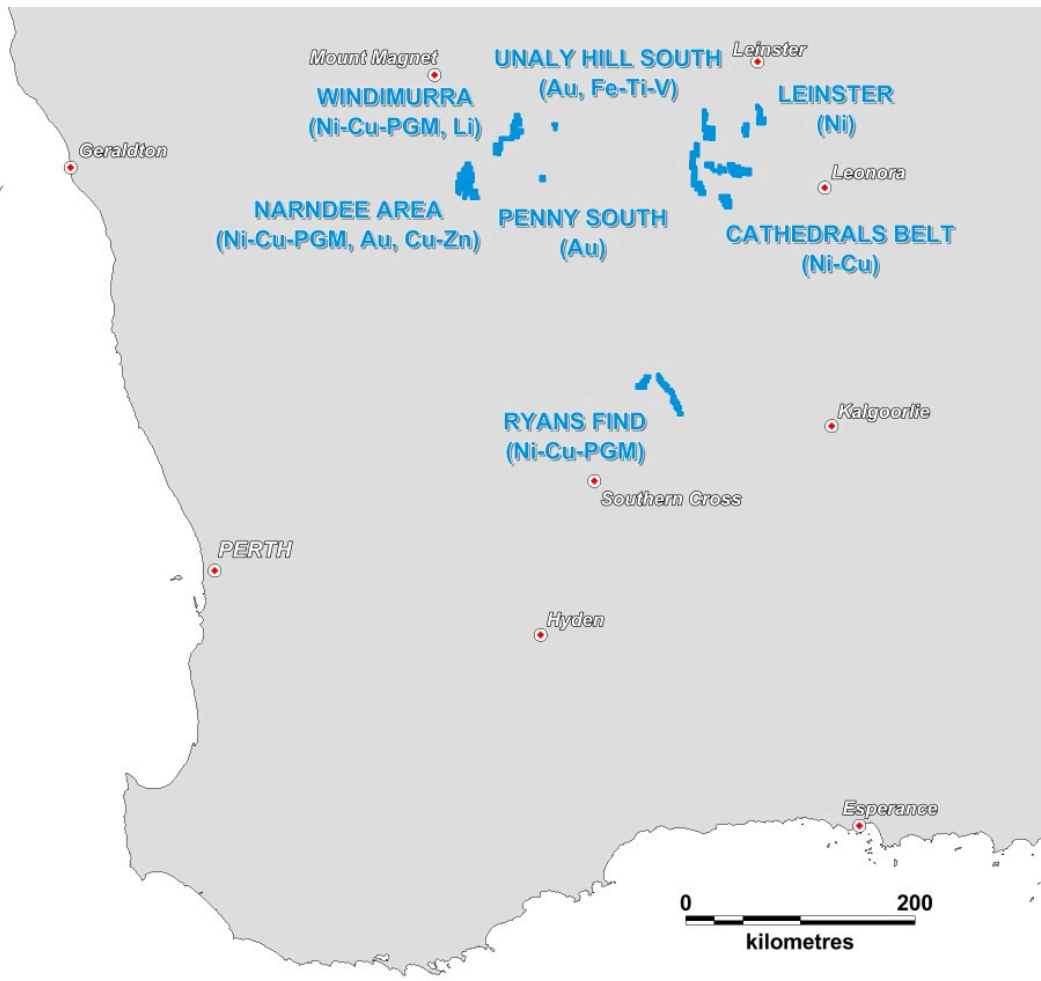 Mount Magnet
UNALY HILL SOUTH
(Au, Fe-Ti-V)
Leinster
WINDIMURRA
(Ni-Cu-PGM, Li)
LEINSTER
(Ni)
Geraldton
Leonora
NARNDEE AREA
(Ni-Cu-PGM, Au, Cu-Zn)
PENNY SOUTH
(Au)
CATHEDRALS BELT
(Ni-Cu)
RYANS FIND
(Ni-Cu-PGM)
Kalgoorlie
Southern Cross
PERTH
Hyden
Esperance
0 200
kilometres